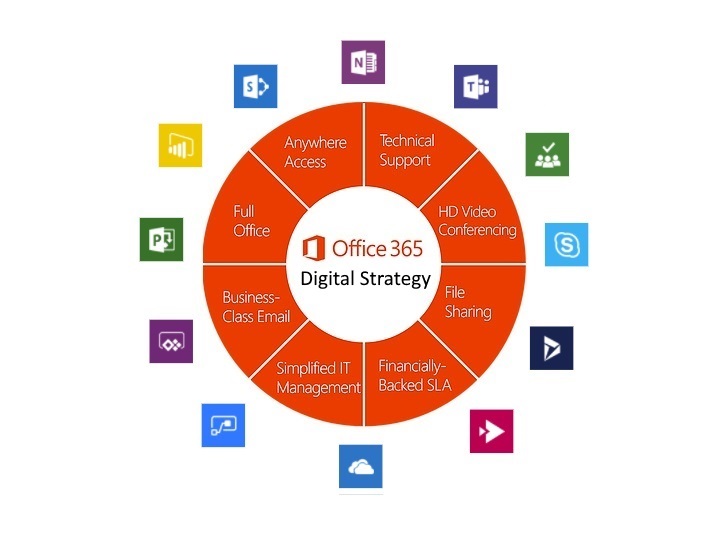 N
S
T
Anywhere
Access
Technical
Support
Full
Office
HD Video
Conferencing
P
S
Office 365
Digital Strategy
Business-
Class Email
File
Sharing
Simplified IT
Management
Financially-
Backed SLA